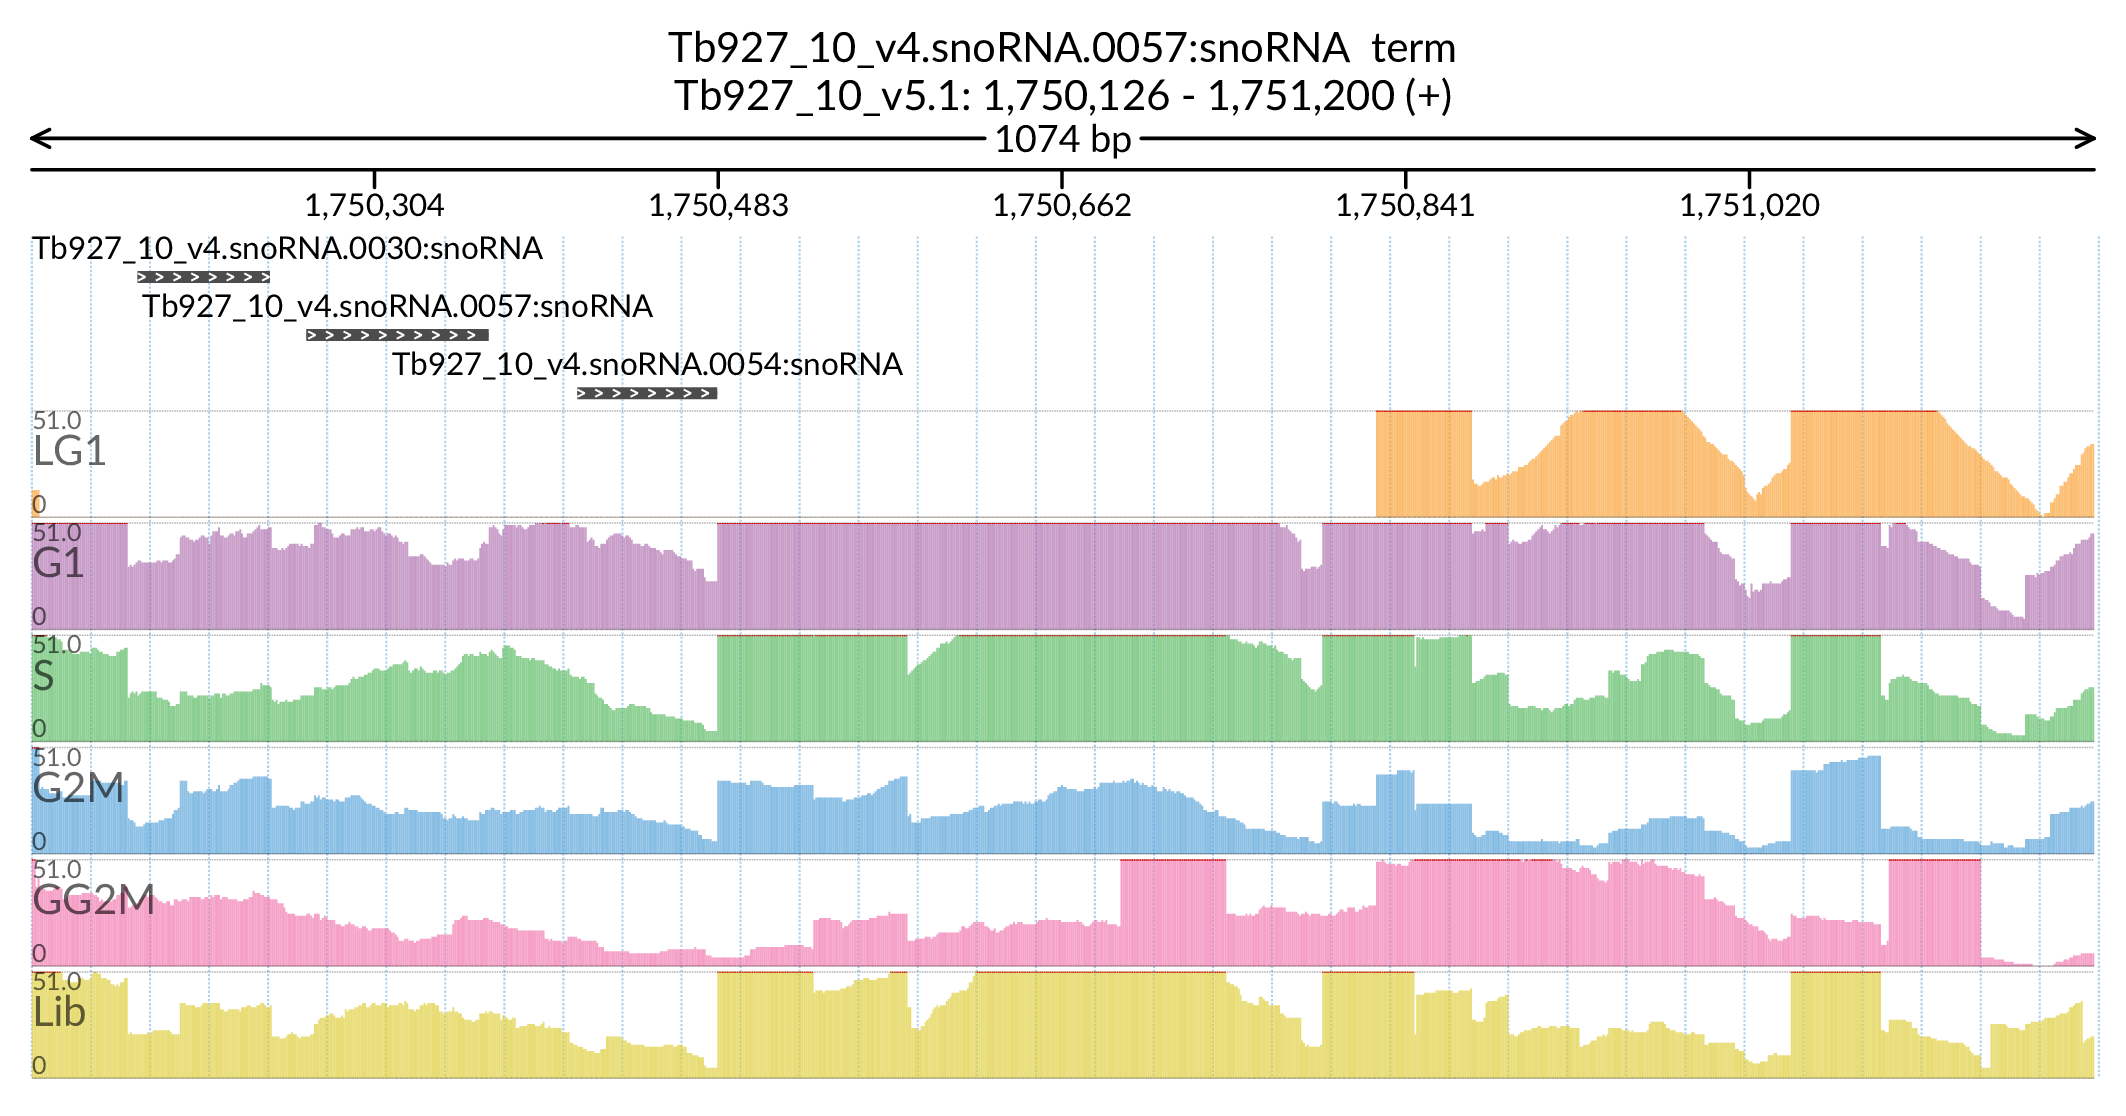 Tb927_10_v4.snoRNA.0057:snoRNA  term
Tb927_10_v5.1: 1,750,126 - 1,751,200 (+)
1074 bp
1,750,304 1,750,483 1,750,662 1,750,841 1,751,020
Tb927_10_v4.snoRNA.0030:snoRNA
Tb927_10_v4.snoRNA.0057:snoRNA
Tb927_10_v4.snoRNA.0054:snoRNA
51.0
LG1
0
51.0
G1
0
51.0
S
0
51.0
G2M
0
51.0
GG2M
0
51.0
Lib
0